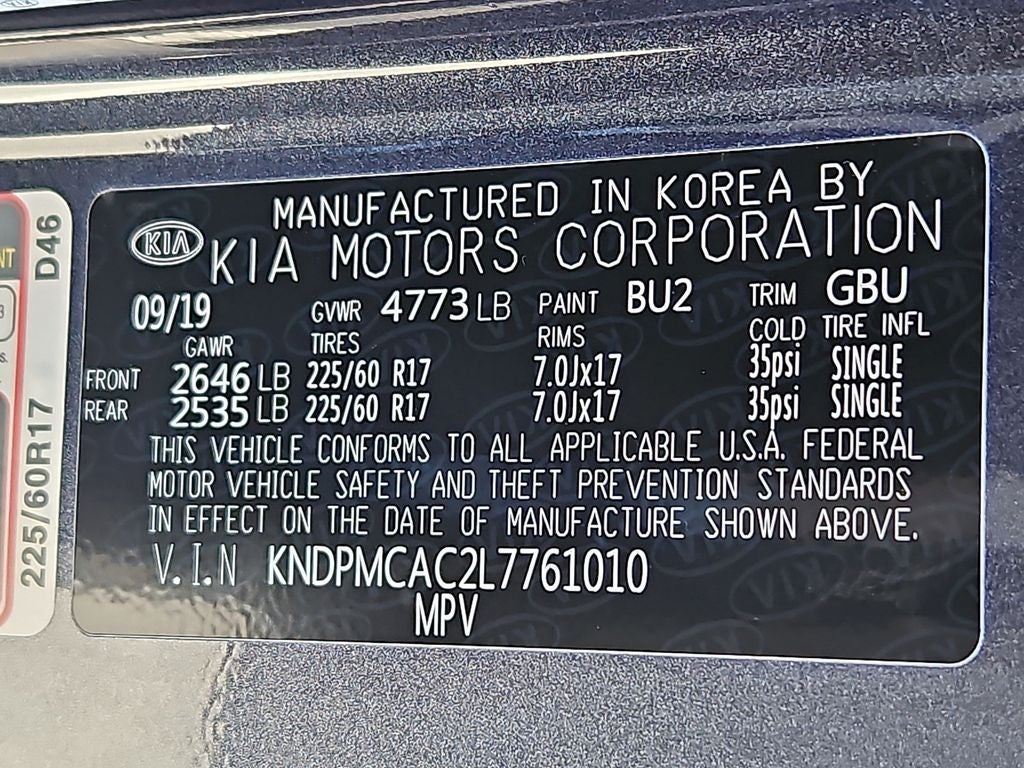 MANUFACTURED IN KOREA BY
KIA
KIA MOTORS CORPORATION
09/19 GVWR 4773 LB PAINT BU2 TRIM GBU
GAWR TIRES RIMS COLD TIRE INFL
FRONT 2646 LB 225/60 R17 7.0Jx17 35psi SINGLE
REAR 2535 LB 225/60 R17 7.0Jx17 35psi SINGLE
THIS VEHICLE CONFORMS TO ALL APPLICABLE U.S.A. FEDERAL
MOTOR VEHICLE SAFETY AND THEFT PREVENTION STANDARDS
IN EFFECT ON THE DATE OF MANUFACTURE SHOWN ABOVE.
V.I.N KNDPMCAC2L7761010
MPV
225/60R17 D46